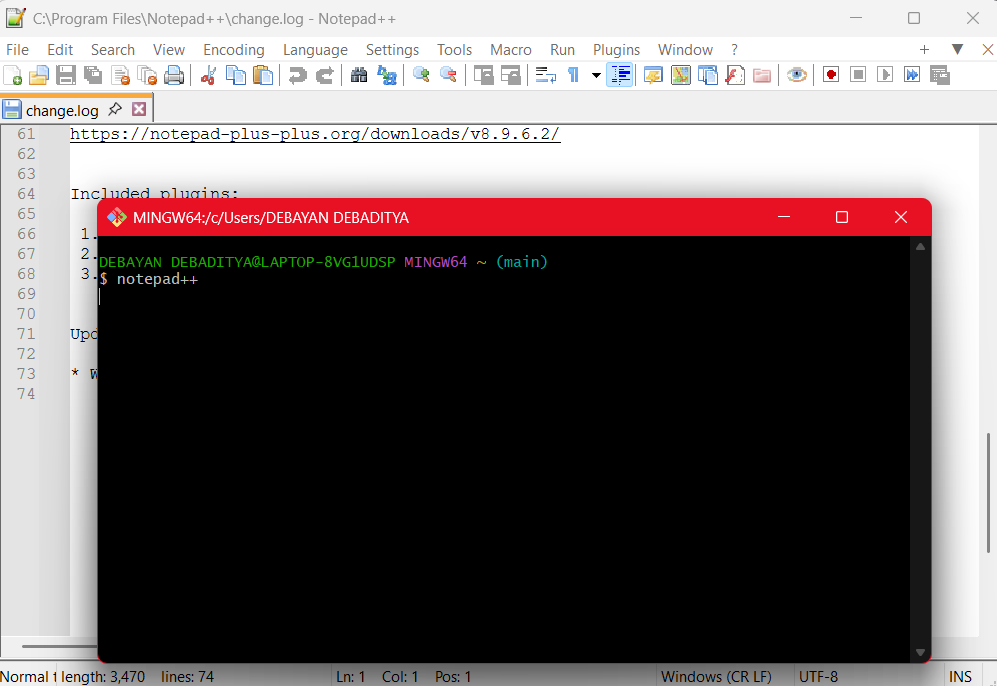 C:\Program Files\Notepad++\change.log - Notepad++
File Edit Search View Encoding Language Settings Tools Macro Run Plugins Window ? + ▼ X
change.log
61 https://notepad-plus-plus.org/downloads/v8.9.6.2/
62
63
64 Included plugins:
65
66 1.
67 2.
68 3.
69
70
71 Upd
72
73 * W
74
MINGW64:/c/Users/DEBAYAN DEBADITYA
DEBAYAN DEBADITYA@LAPTOP-8VG1UDSP MINGW64 ~ (main)
$ notepad++
Normal length: 3,470 lines: 74 Ln: 1 Col: 1 Pos: 1 Windows (CR LF) UTF-8 INS